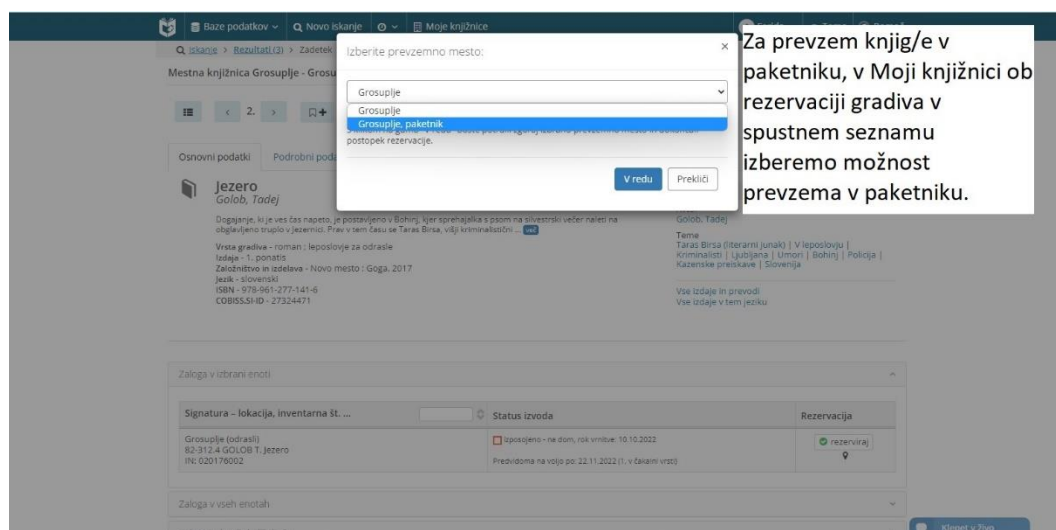 Baze podatkov
Novo iskanje
Moje knjižnice
Iskanje > Rezultati (3) > Zadetek
Mestna knjižnica Grosuplje - Grosu
2.
Izberite prevzemno mesto:
×
Grosuplje
Grosuplje
Grosuplje, paketnik
postopek rezervacije.
V redu
Prekliči
Za prevzem knjig/e v
paketniku, v Moji knjižnici ob
rezervaciji gradiva v
spustnem seznamu
izberemo možnost
prevzema v paketniku.
Osnovni podatki
Podrobni poda
Jezero
Golob, Tadej
Dogajanje, ki je ves čas napeto, je postavljeno v Bohinj, kjer sprehajalka s psom na silvestrski večer naleti na
obglavljeno truplo v Jezernici. Prav v tem času se Taras Birsa, višji kriminalistični ... več
Vrsta gradiva - roman ; leposlovje za odrasle
Izdaja - 1. ponatis
Založništvo in izdelava - Novo mesto : Goga, 2017
Jezik - slovenski
ISBN - 978-961-277-141-6
COBISS.SI-ID - 27324471
Golob, Tadej
Teme
Taras Birsa (literarni junak) | V leposlovju |
Kriminalisti | Ljubljana | Umori | Bohinj | Policija |
Kazenske preiskave | Slovenija
Vse izdaje in prevodi
Vse izdaje v tem jeziku
Zaloga v izbrani enoti
Signatura – lokacija, inventarna št. ...
Status izvoda
Rezervacija
Grosuplje (odrasli)
82-312.4 GOLOB T. Jezero
IN: 020176002
izposojeno - na dom, rok vrnitve: 10.10.2022
Predvidoma na voljo po: 22.11.2022 (1. v čakalni vrsti)
rezerviraj
Zaloga v vseh enotah
Klepet v živo